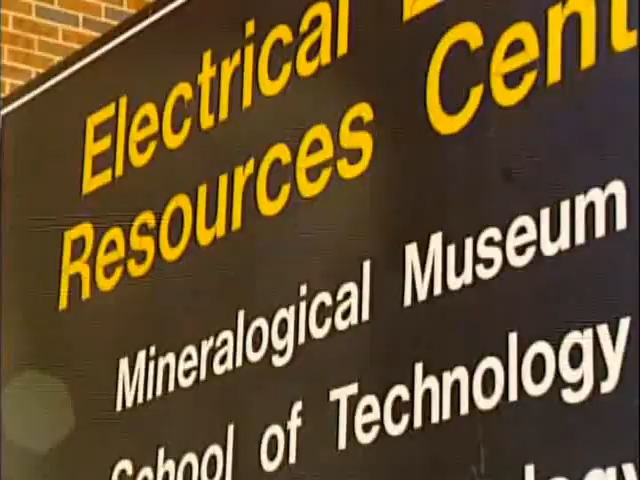 Electrical
Resources Cent
Mineralogical Museum
School of Technology